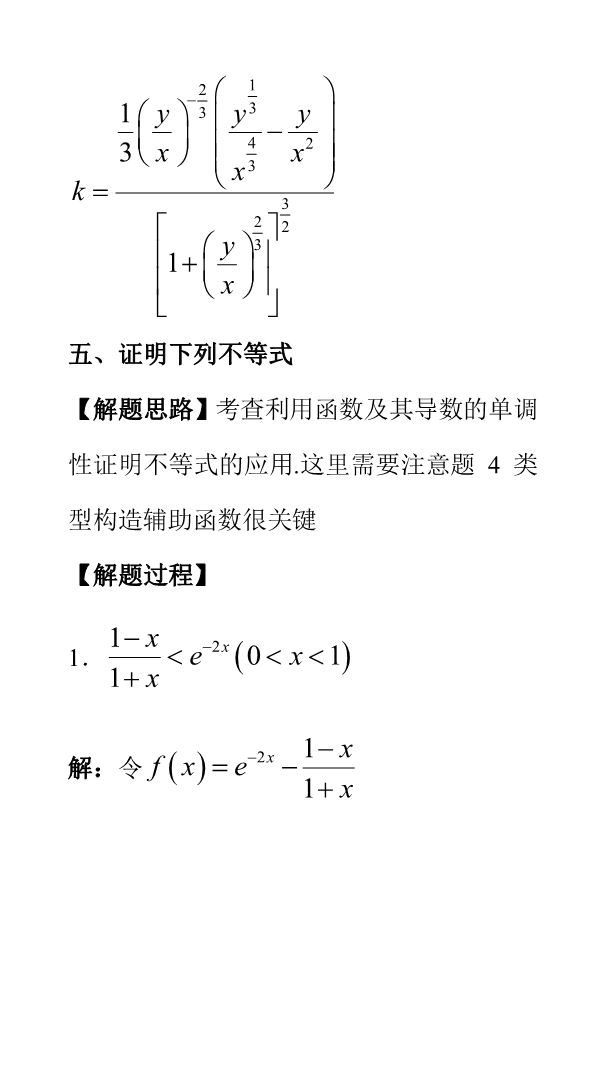 k = \frac{\frac{1}{3}\left(\frac{y}{x}\right)^{-\frac{2}{3}}\left(\frac{y^{\frac{1}{3}}}{x^{\frac{4}{3}}}-\frac{y}{x^2}\right)}{\left[1+\left(\frac{y}{x}\right)^{\frac{2}{3}}\right]^{\frac{3}{2}}}
五、证明下列不等式
【解题思路】考查利用函数及其导数的单调
性证明不等式的应用.这里需要注意题 4 类
型构造辅助函数很关键
【解题过程】
1. \frac{1-x}{1+x}<e^{-2x}(0<x<1)
解：令 f(x)=e^{-2x}-\frac{1-x}{1+x}